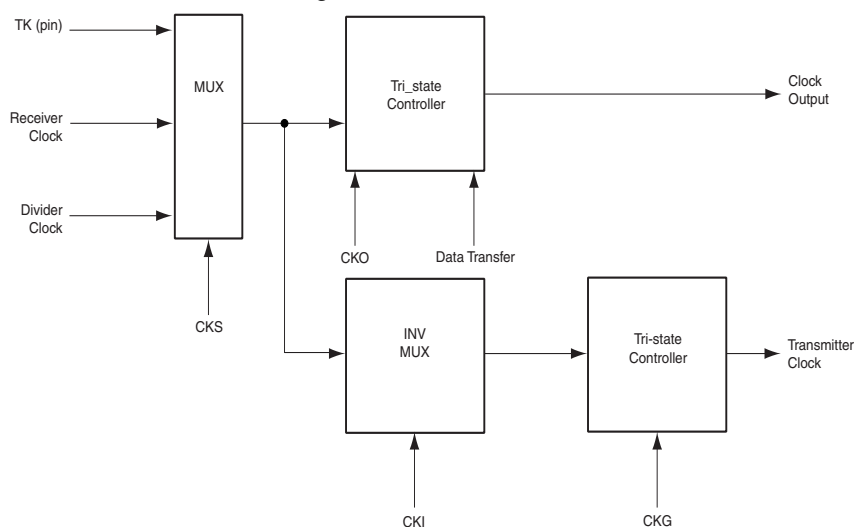 TK (pin)
MUX
Tri_state
Controller
Clock
Output
Receiver
Clock
Divider
Clock
CKO
Data Transfer
CKS
INV
MUX
Tri-state
Controller
Transmitter
Clock
CKI
CKG